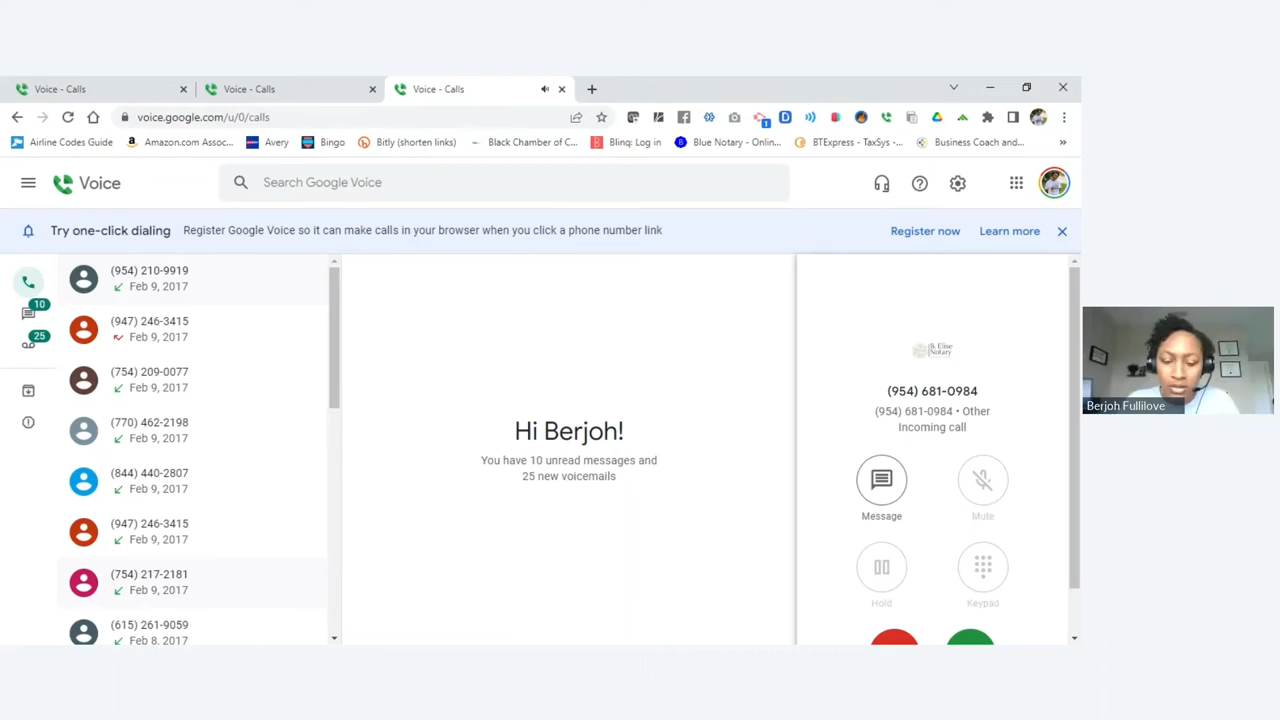 Voice - Calls
Voice - Calls
Voice - Calls
voice.google.com/u/0/calls
Airline Codes Guide
Amazon.com Assoc...
Avery
Bingo
Bitly (shorten links)
Black Chamber of C...
Blinq: Log in
Blue Notary - Onlin...
BTExpress - TaxSys -...
Business Coach and...
Voice
Search Google Voice
Try one-click dialing
Register Google Voice so it can make calls in your browser when you click a phone number link
Register now
Learn more
10
25
(954) 210-9919
Feb 9, 2017
(947) 246-3415
Feb 9, 2017
(754) 209-0077
Feb 9, 2017
(770) 462-2198
Feb 9, 2017
(844) 440-2807
Feb 9, 2017
(947) 246-3415
Feb 9, 2017
(754) 217-2181
Feb 9, 2017
(615) 261-9059
Feb 8, 2017
Hi Berjoh!
You have 10 unread messages and
25 new voicemails
B. Elise
Notary
(954) 681-0984
(954) 681-0984 • Other
Incoming call
Message
Mute
Hold
Keypad
Berjoh Fullilove